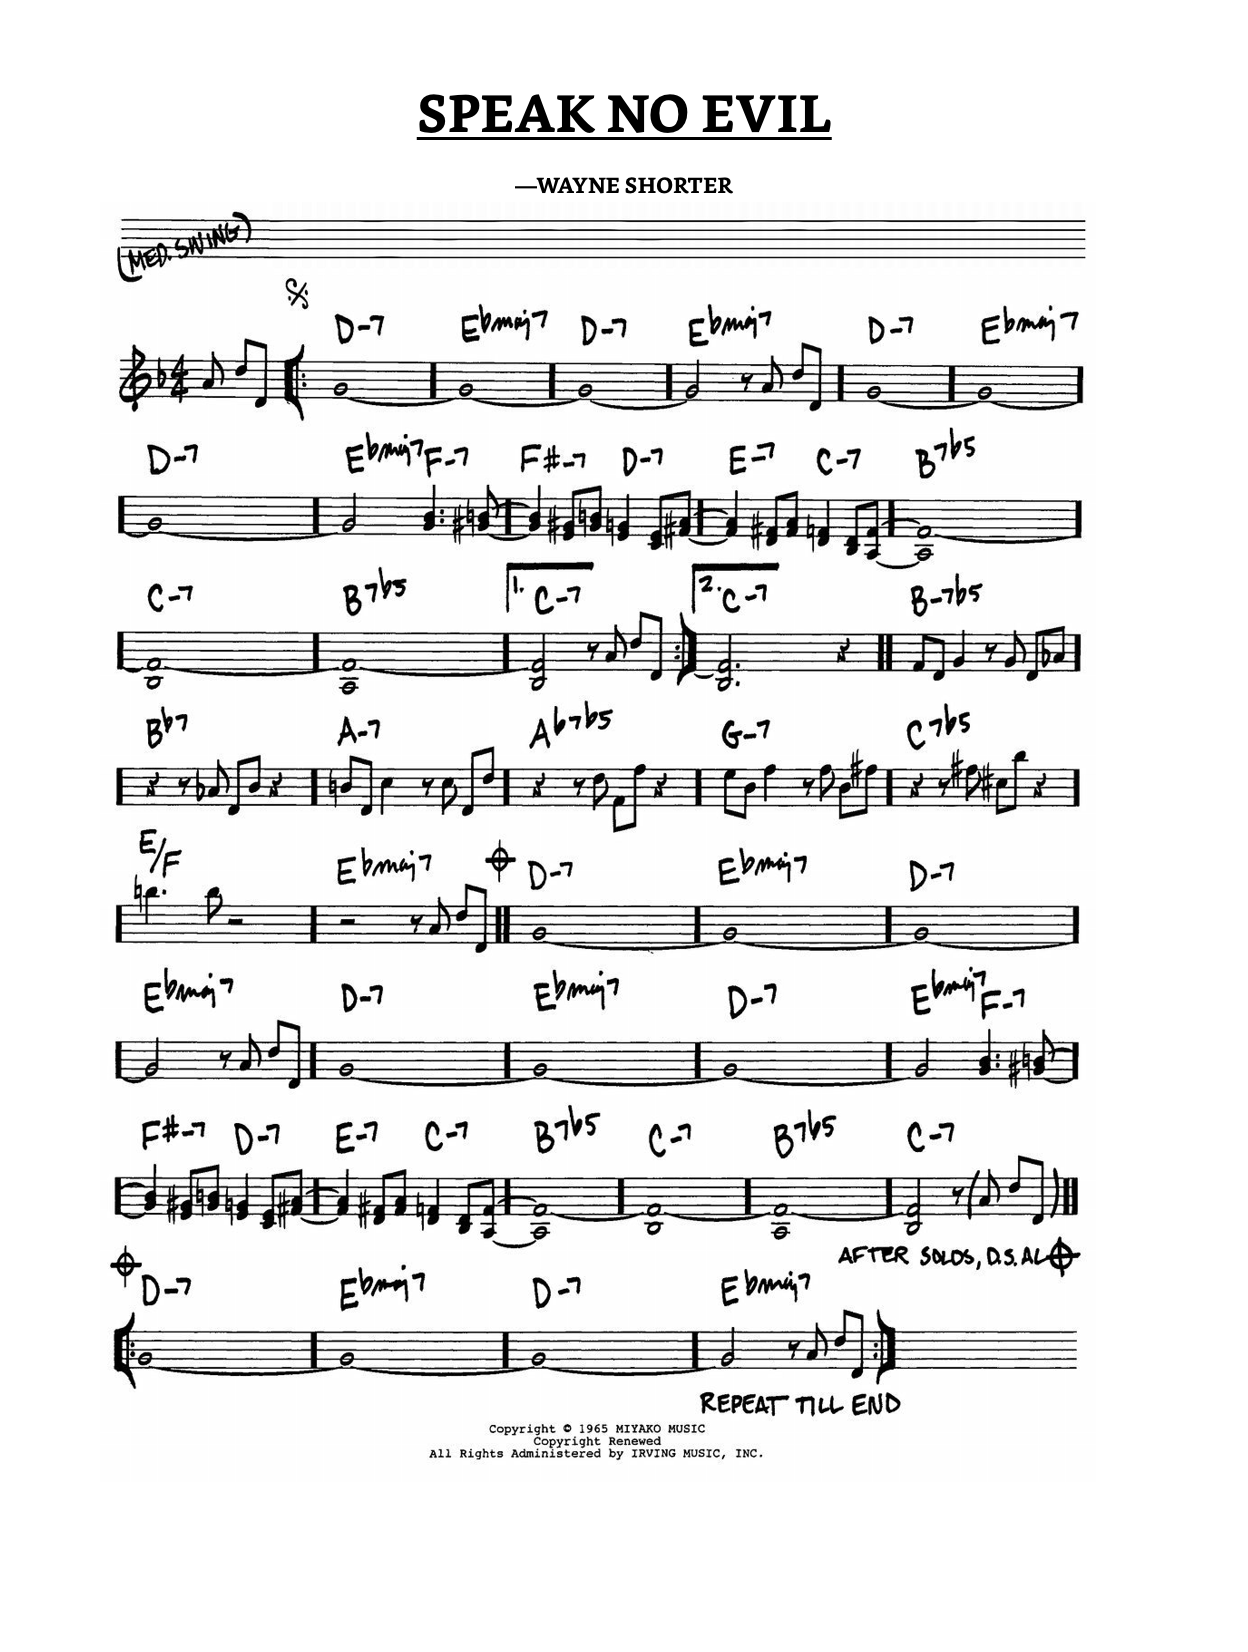 SPEAK NO EVIL
—WAYNE SHORTER
(MED. SWING)
D-7 Ebmaj7 D-7 Ebmaj7 D-7 Ebmaj7
D-7 Ebmaj7 F-7 F#-7 D-7 E-7 C-7 B7b5
C-7 B7b5 1. C-7 2. C-7 B-7b5
Bb7 A-7 Ab7b5 G-7 C7b5
E/F Ebmaj7 D-7 Ebmaj7 D-7
Ebmaj7 D-7 Ebmaj7 D-7 Ebmaj7 F-7
F#-7 D-7 E-7 C-7 B7b5 C-7 B7b5 C-7
AFTER SOLOS, D.S. AL
D-7 Ebmaj7 D-7 Ebmaj7
REPEAT TILL END
Copyright © 1965 MIYAKO MUSIC
Copyright Renewed
All Rights Administered by IRVING MUSIC, INC.